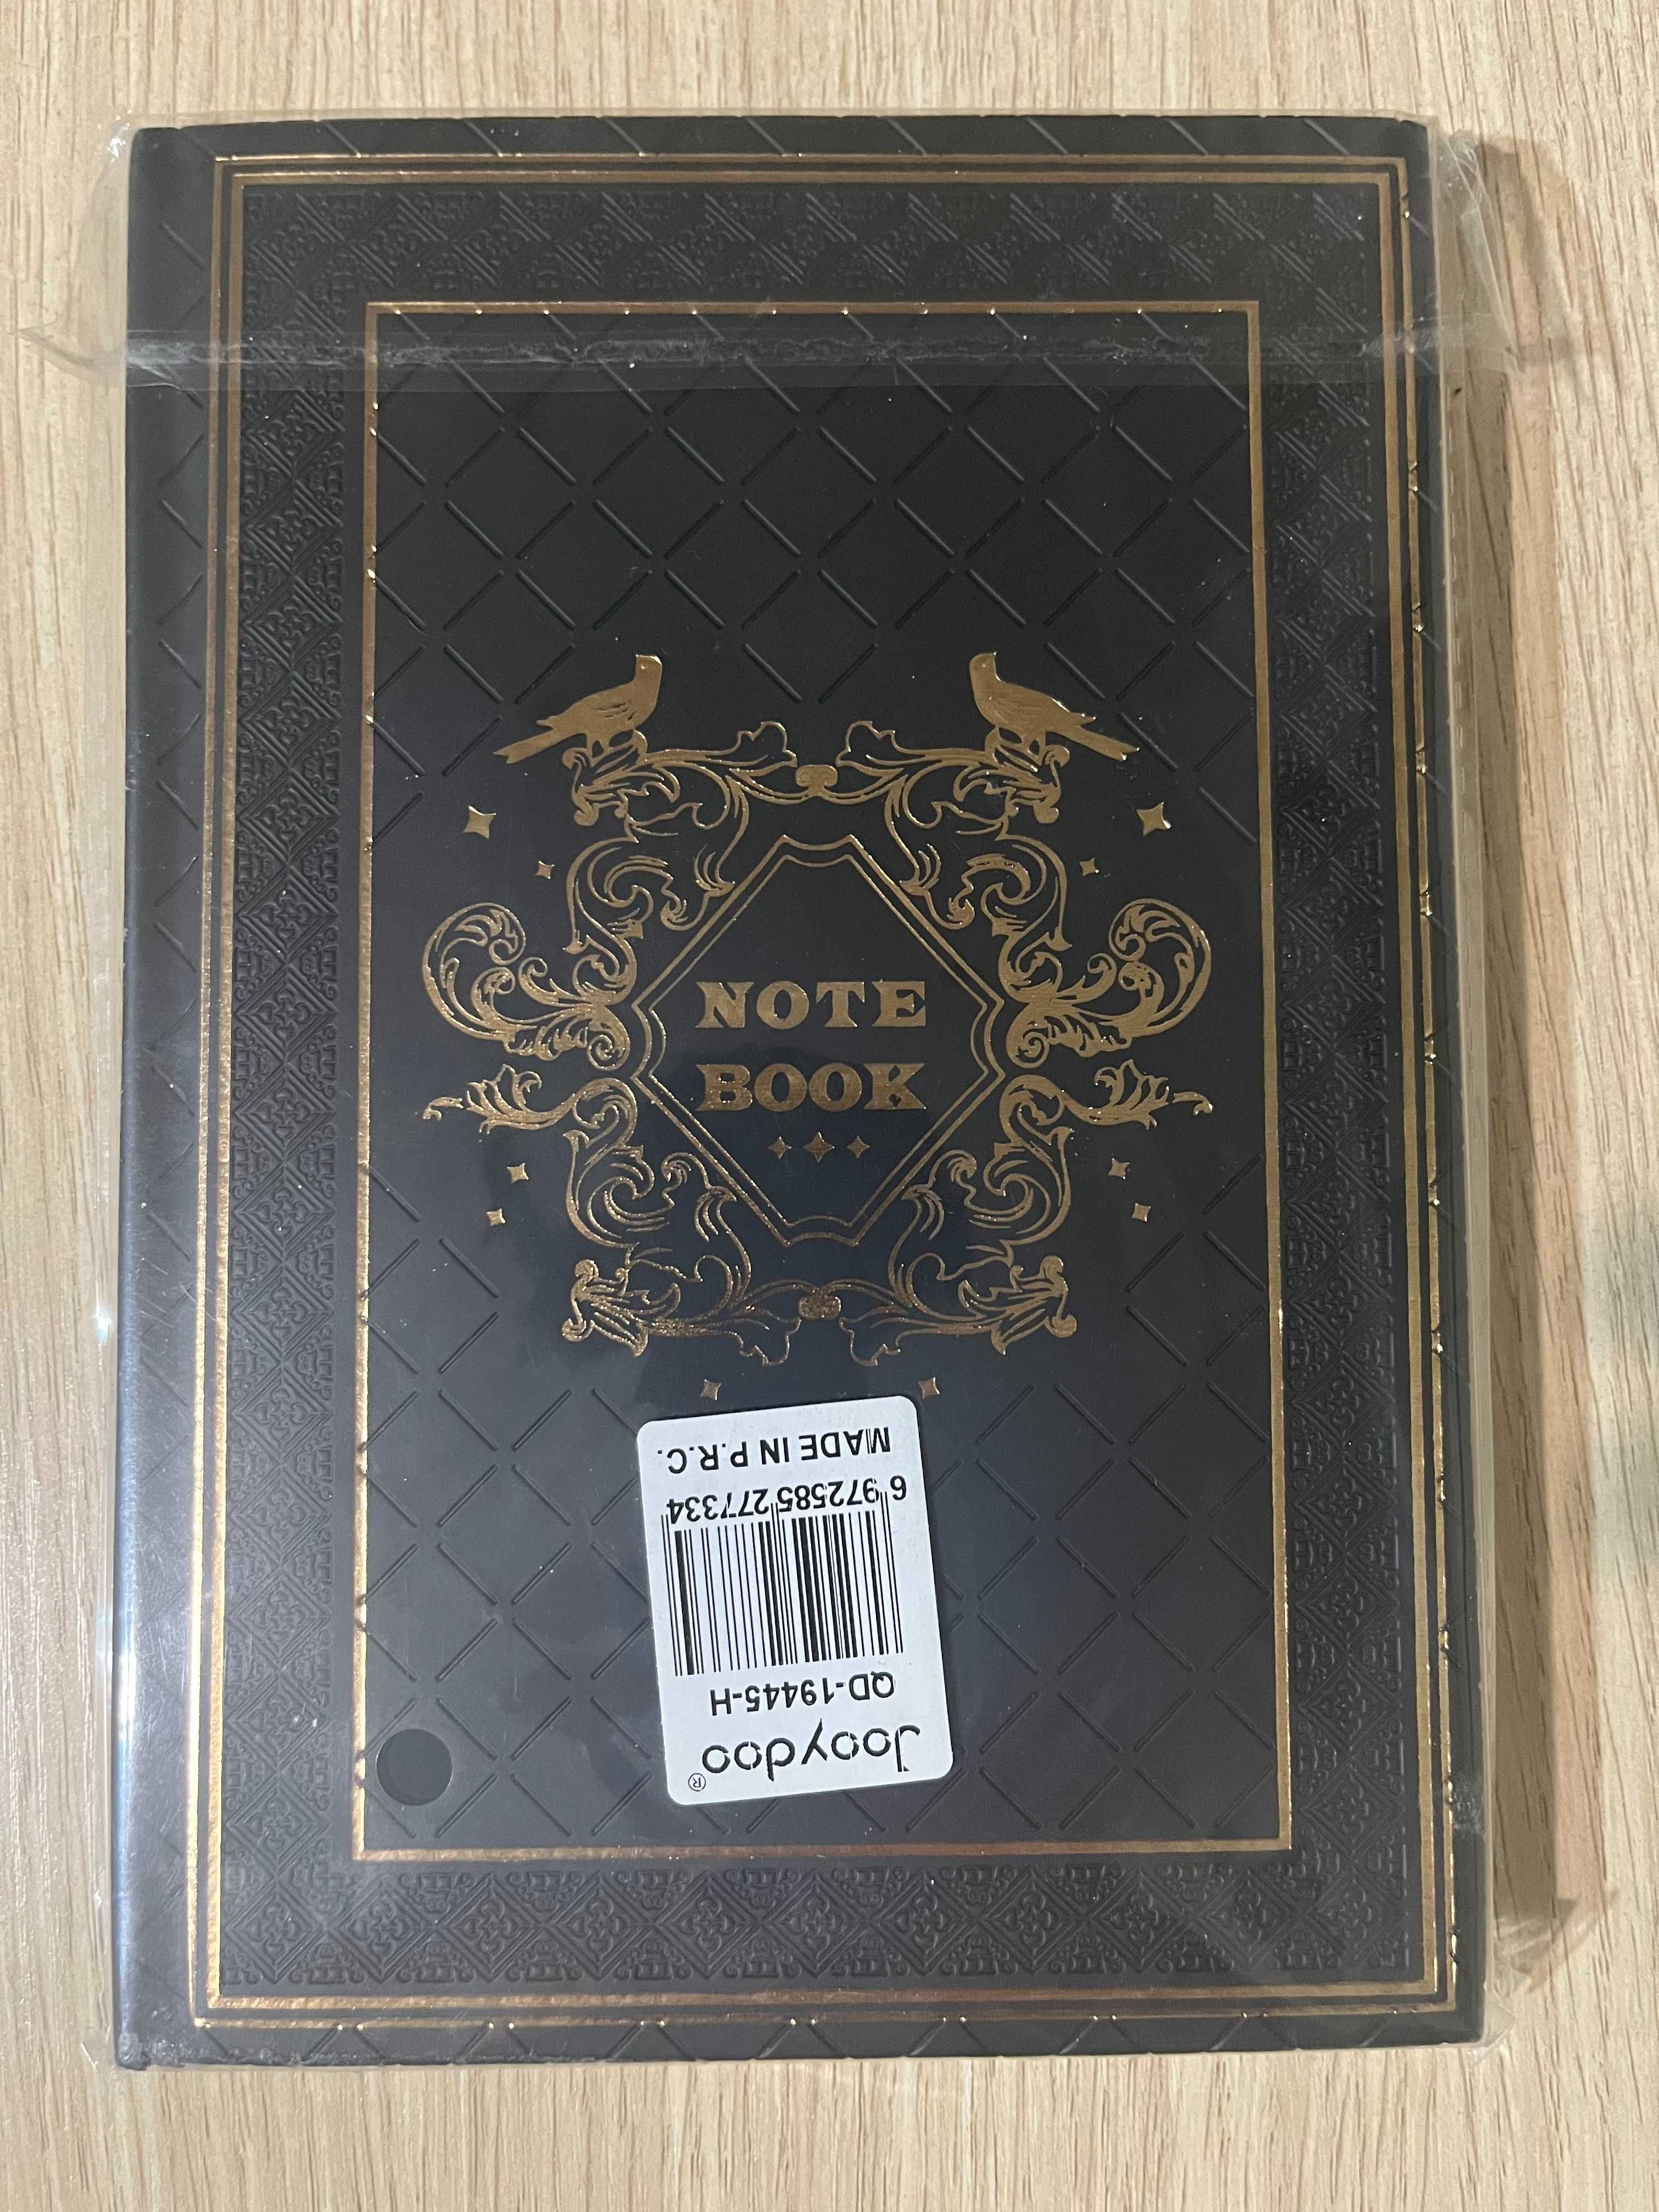 NOTE
BOOK
Jooydoo®
QD-19445-H
6 972585 277334
MADE IN P.R.C.